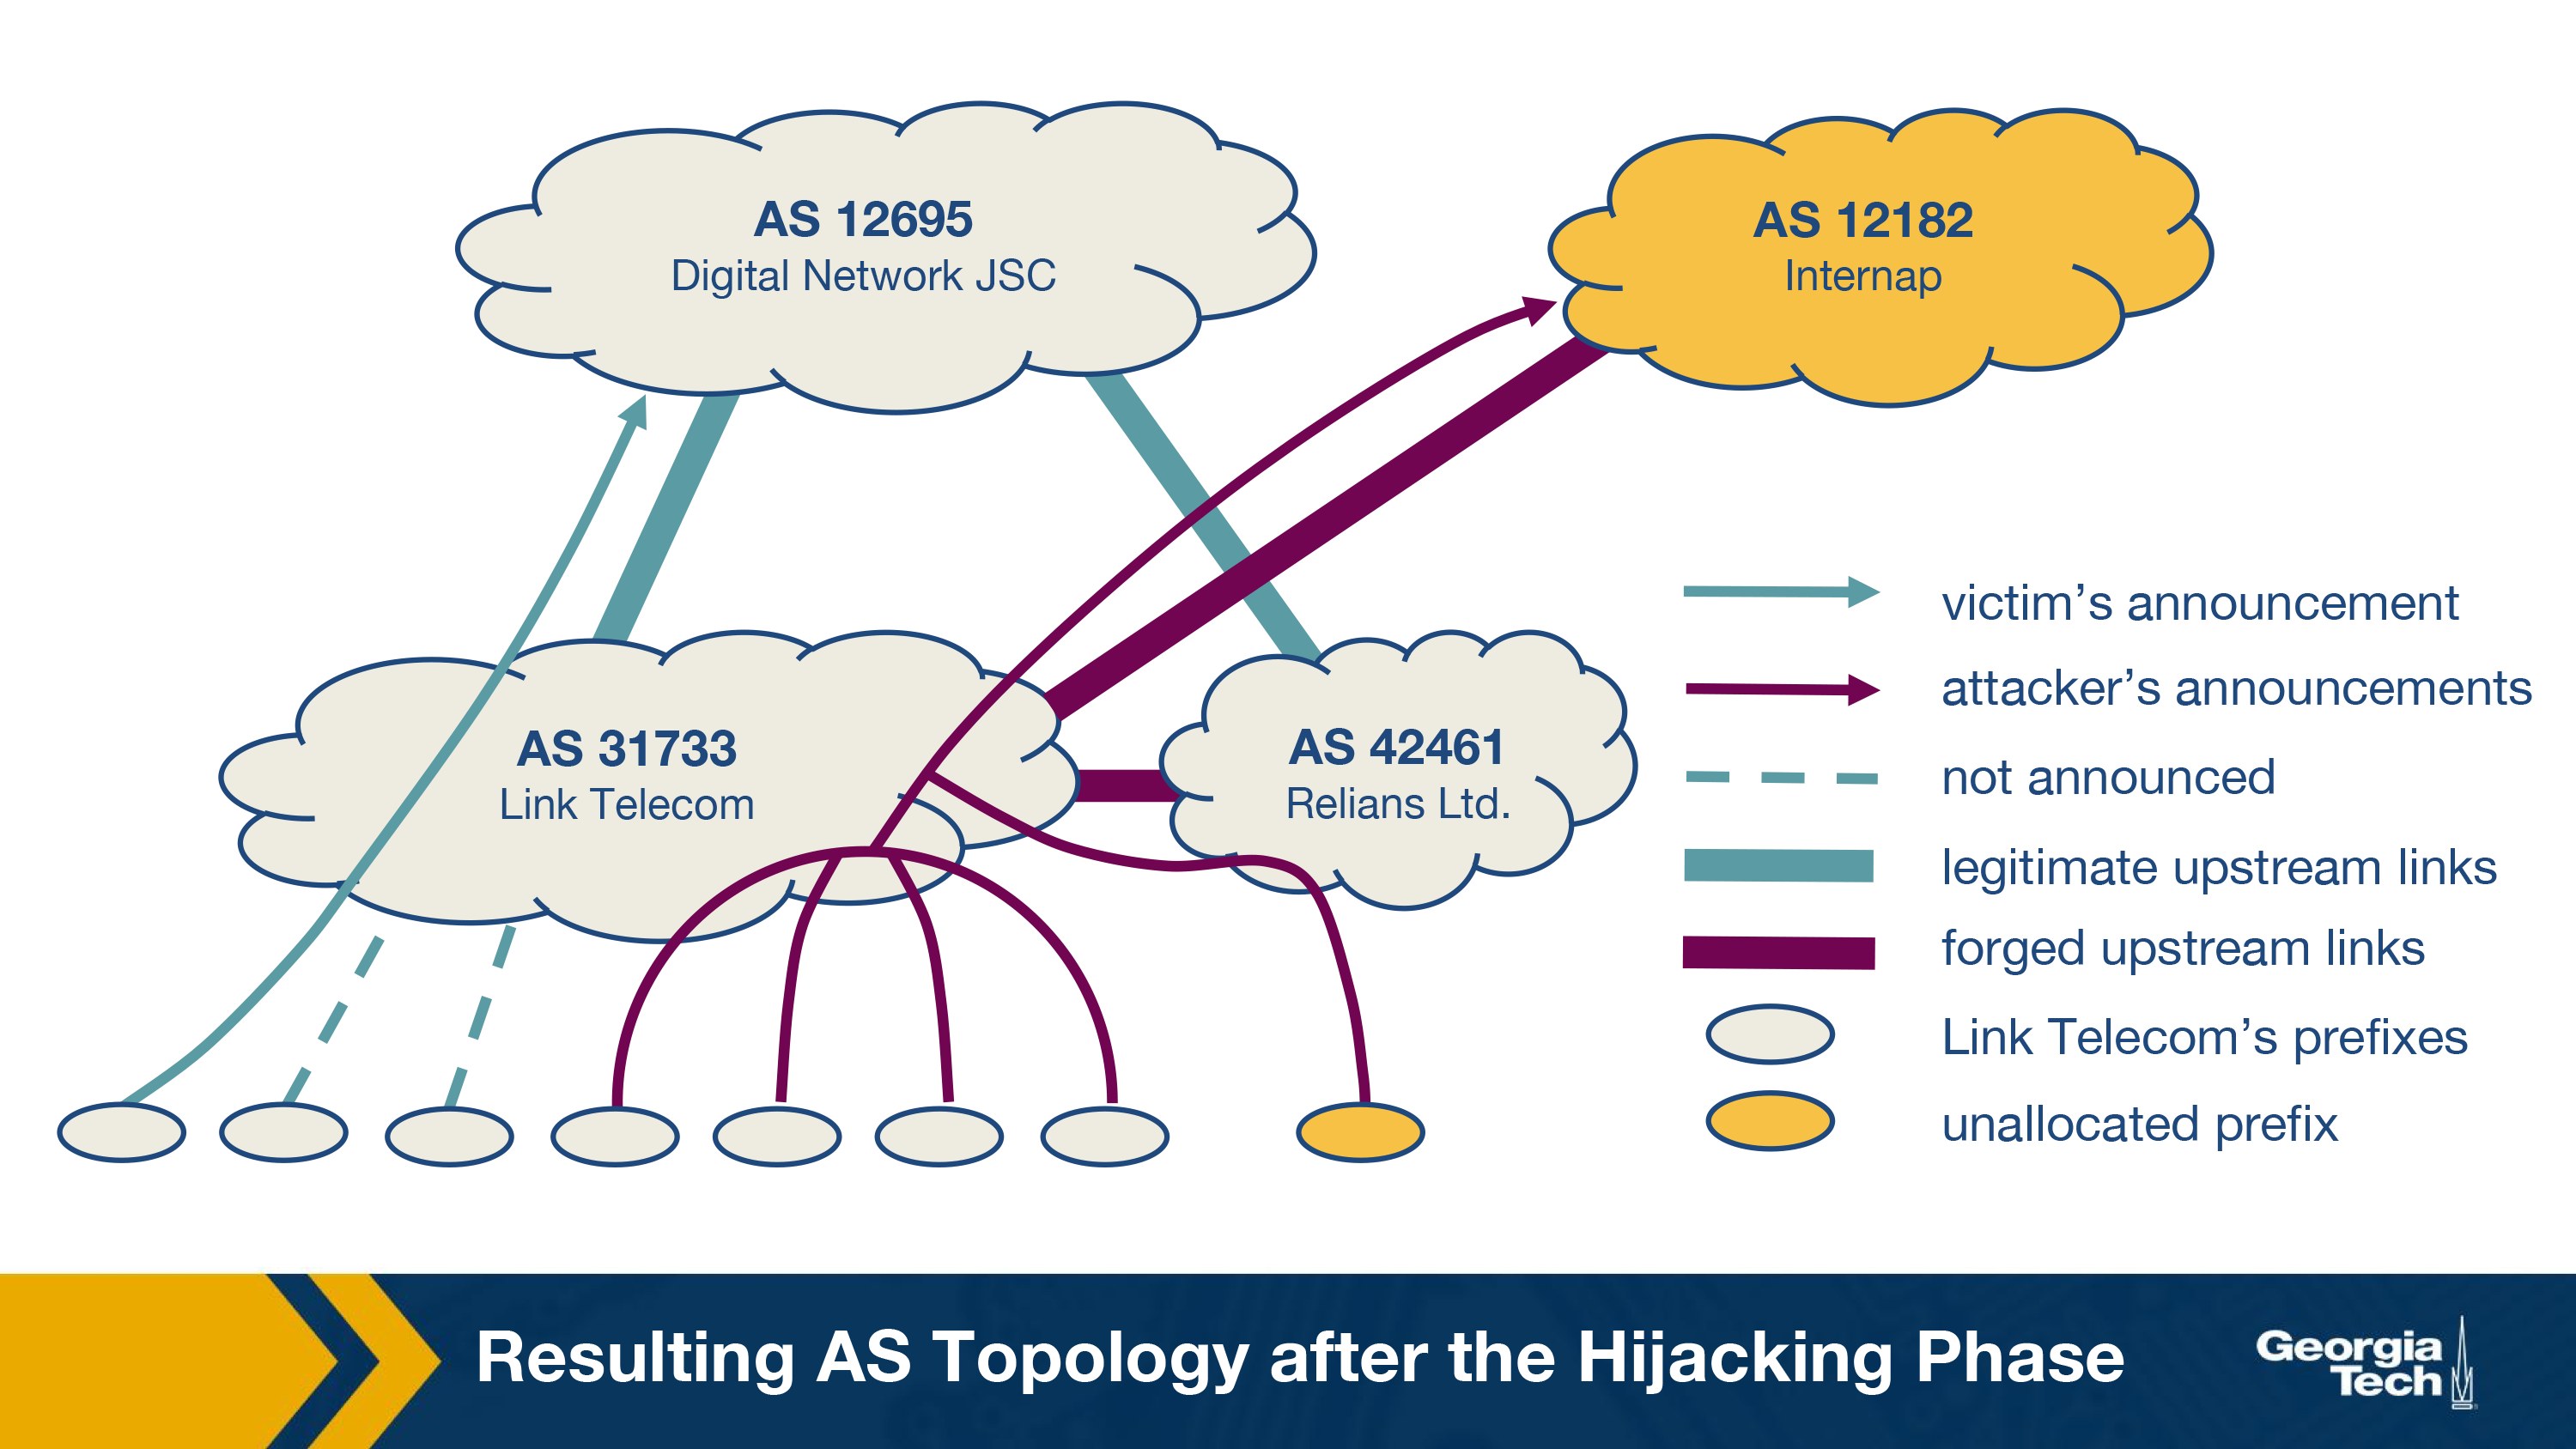 AS 12695
Digital Network JSC
AS 12182
Internap
AS 31733
Link Telecom
AS 42461
Relians Ltd.
victim’s announcement
attacker’s announcements
not announced
legitimate upstream links
forged upstream links
Link Telecom’s prefixes
unallocated prefix
Resulting AS Topology after the Hijacking Phase
Georgia
Tech